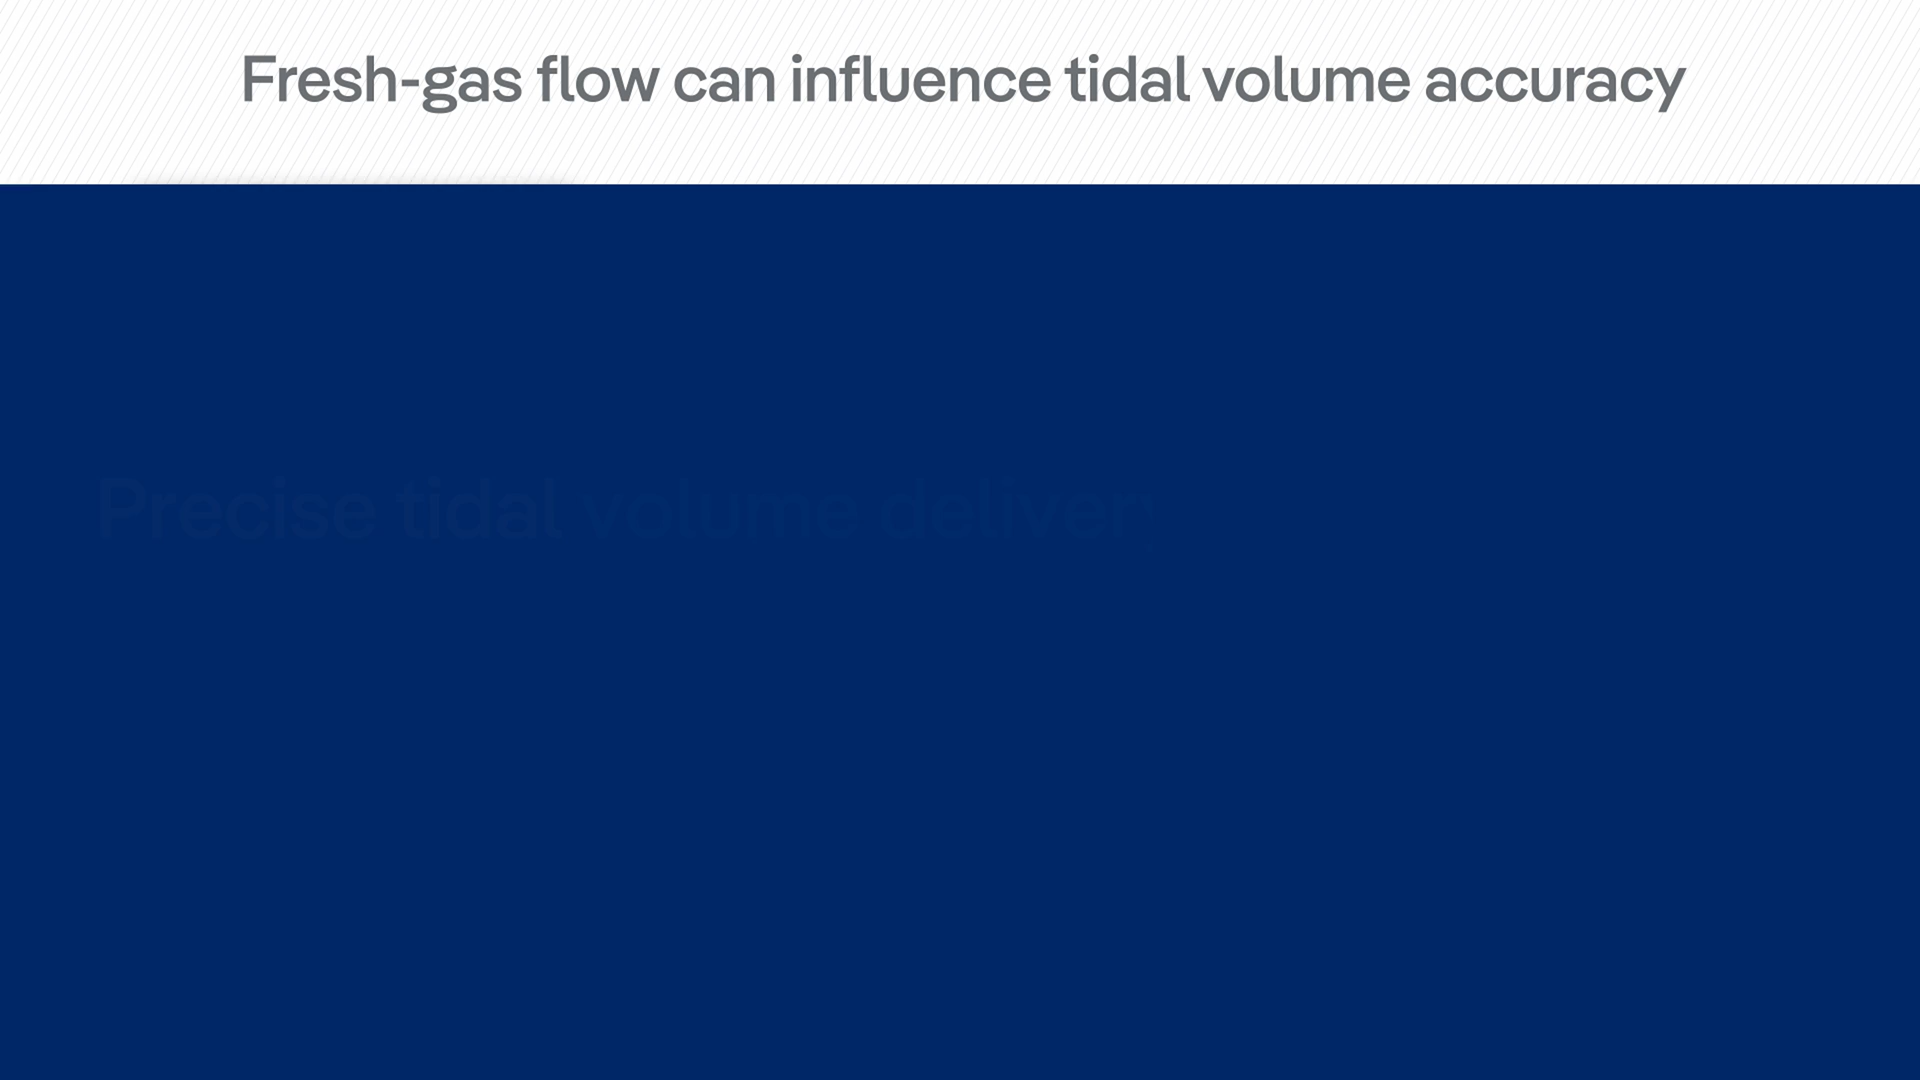 Fresh-gas flow can influence tidal volume accuracy
Precise tidal volume delivery